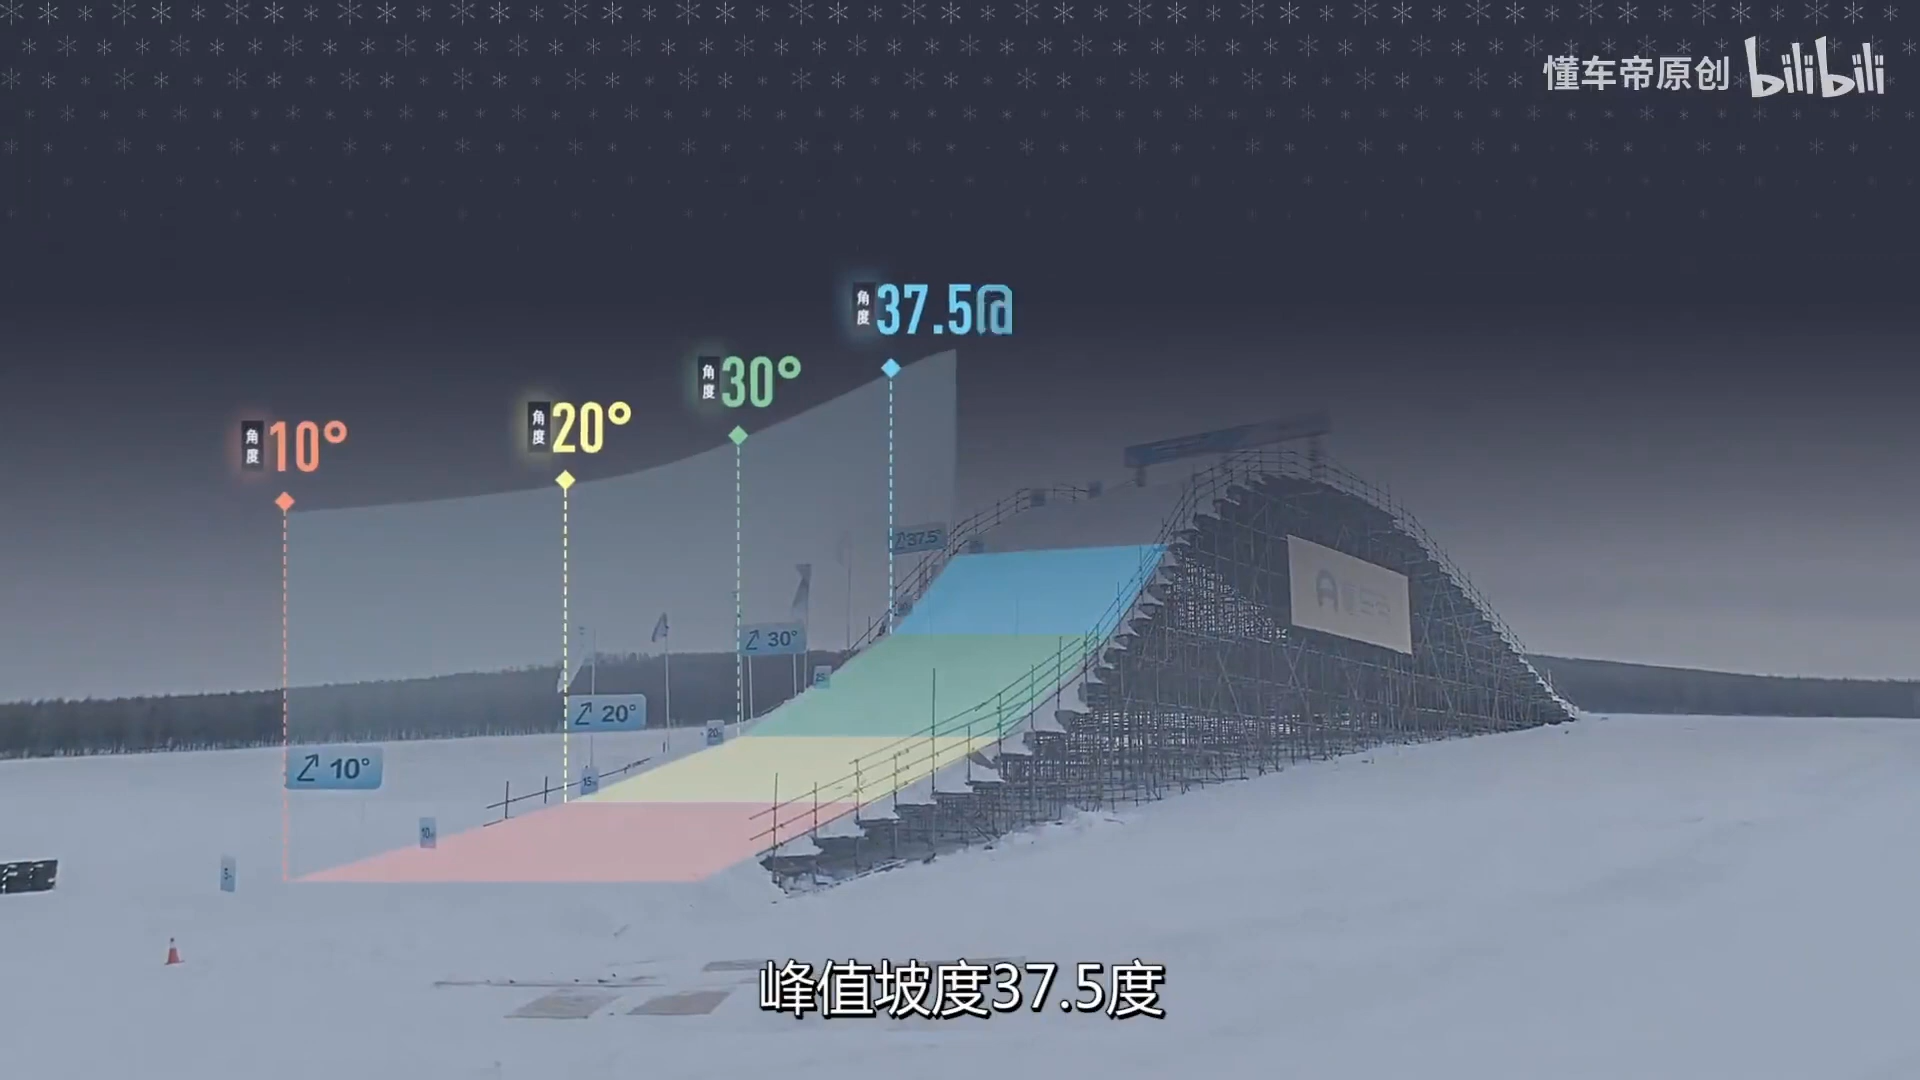 懂车帝原创 bilibili
角度 37.5@
角度 30°
角度 20°
角度 10°
37.5°
30°
20°
10°
峰值坡度37.5度